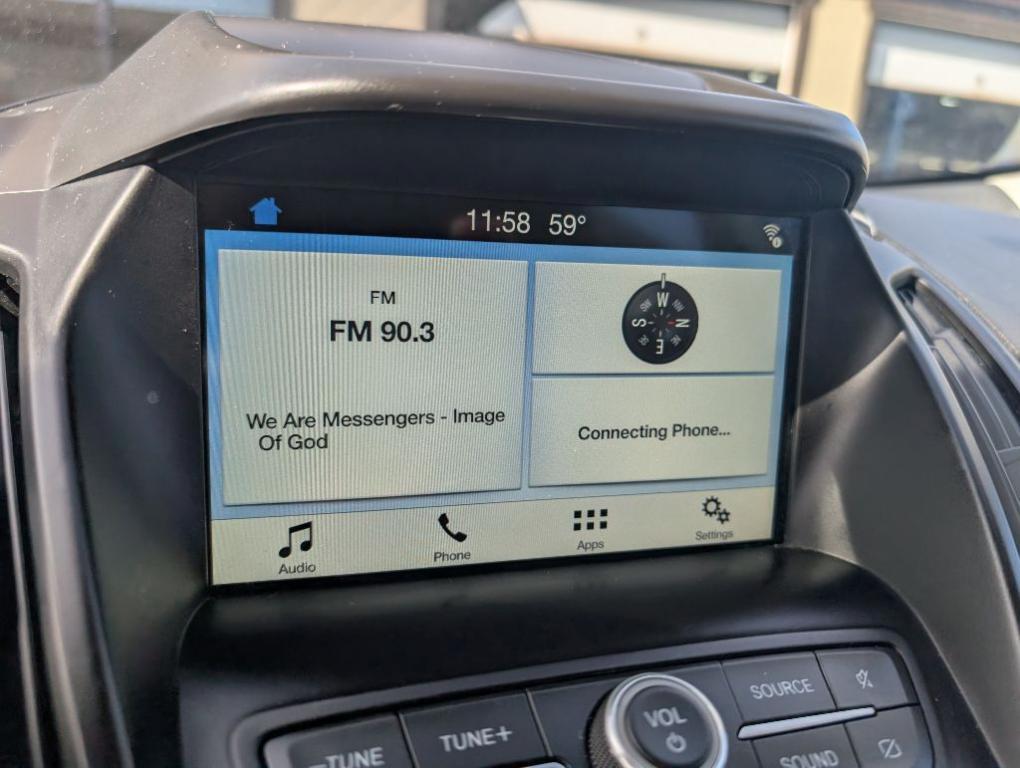 11:58 59°
FM
FM 90.3
We Are Messengers - Image
Of God
W
S N
E
Connecting Phone...
Audio Phone Apps Settings
-TUNE TUNE+ VOL SOURCE
SOUND